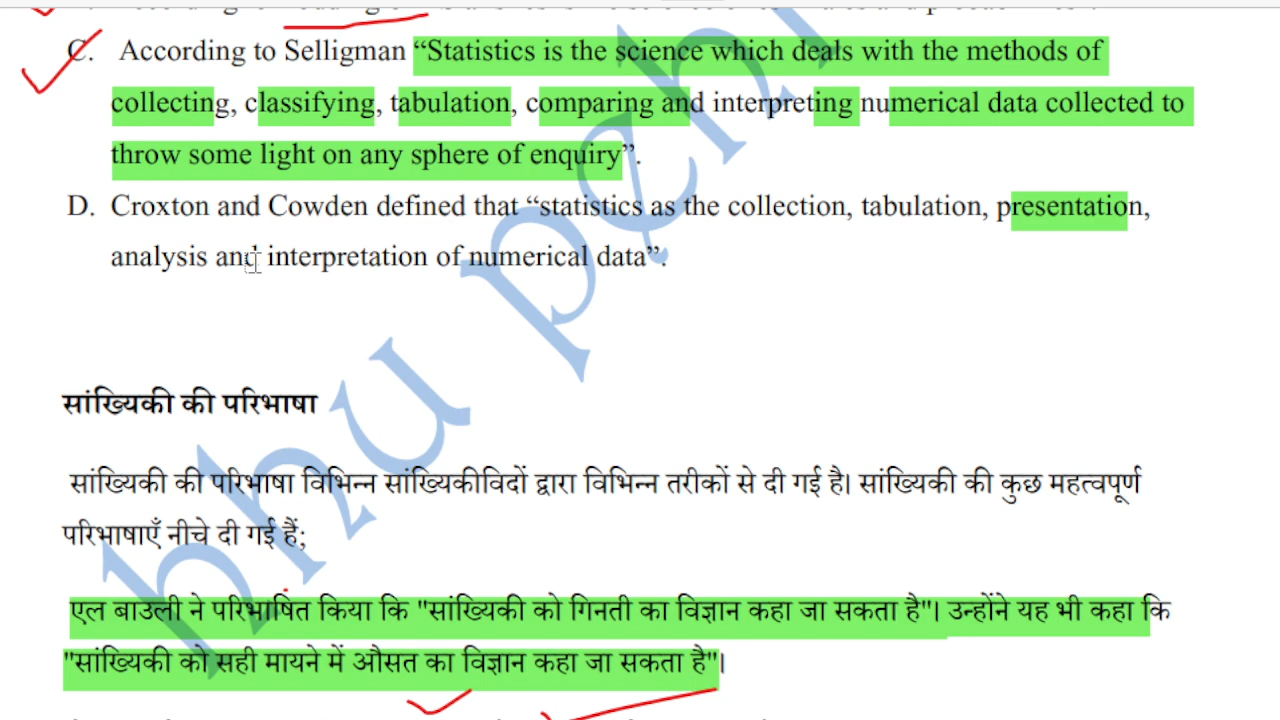 C. According to Selligman “Statistics is the science which deals with the methods of
collecting, classifying, tabulation, comparing and interpreting numerical data collected to
throw some light on any sphere of enquiry”.
D. Croxton and Cowden defined that “statistics as the collection, tabulation, presentation,
analysis and interpretation of numerical data”.
सांख्यिकी की परिभाषा
सांख्यिकी की परिभाषा विभिन्न सांख्यिकीविदों द्वारा विभिन्न तरीकों से दी गई है। सांख्यिकी की कुछ महत्वपूर्ण
परिभाषाएँ नीचे दी गई हैं;
एल बाउली ने परिभाषित किया कि "सांख्यिकी को गिनती का विज्ञान कहा जा सकता है"। उन्होंने यह भी कहा कि
"सांख्यिकी को सही मायने में औसत का विज्ञान कहा जा सकता है"।